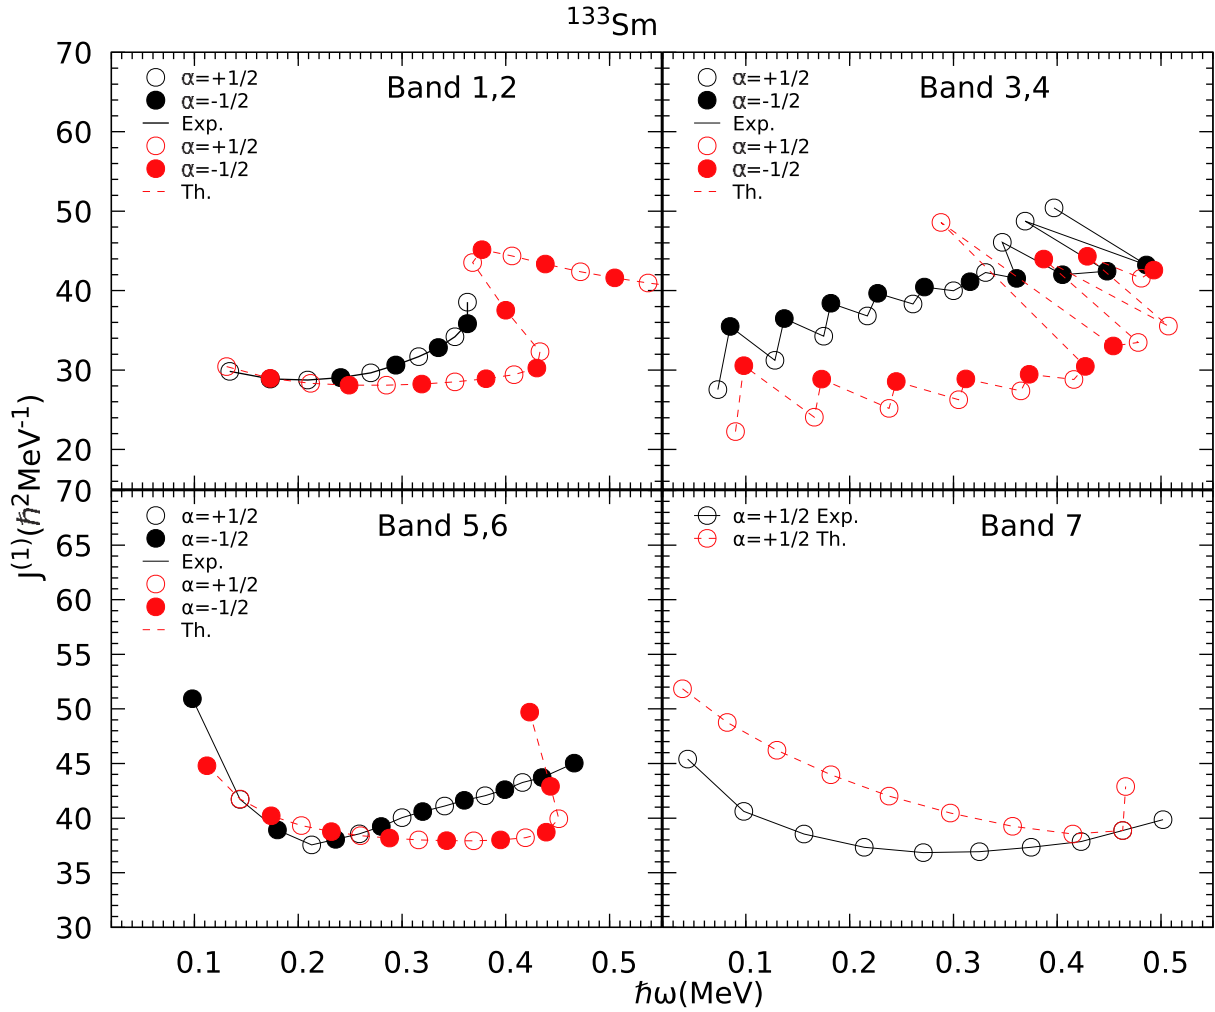 ¹³³Sm
J⁽¹⁾(ℏ²MeV⁻¹)
70
60
50
40
30
20
Band 1,2
α=+1/2
α=-1/2
Exp.
α=+1/2
α=-1/2
Th.
Band 3,4
α=+1/2
α=-1/2
Exp.
α=+1/2
α=-1/2
Th.
70
65
60
55
50
45
40
35
30
Band 5,6
α=+1/2
α=-1/2
Exp.
α=+1/2
α=-1/2
Th.
Band 7
α=+1/2 Exp.
α=+1/2 Th.
0.1 0.2 0.3 0.4 0.5
0.1 0.2 0.3 0.4 0.5
ℏω(MeV)